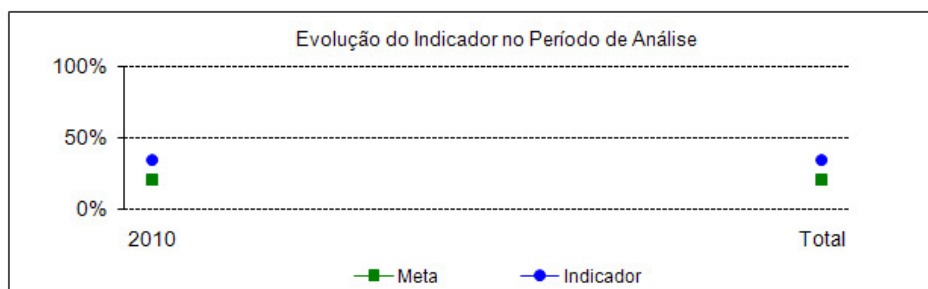 Evolução do Indicador no Período de Análise
100%
50%
0%
2010 Total
Meta Indicador